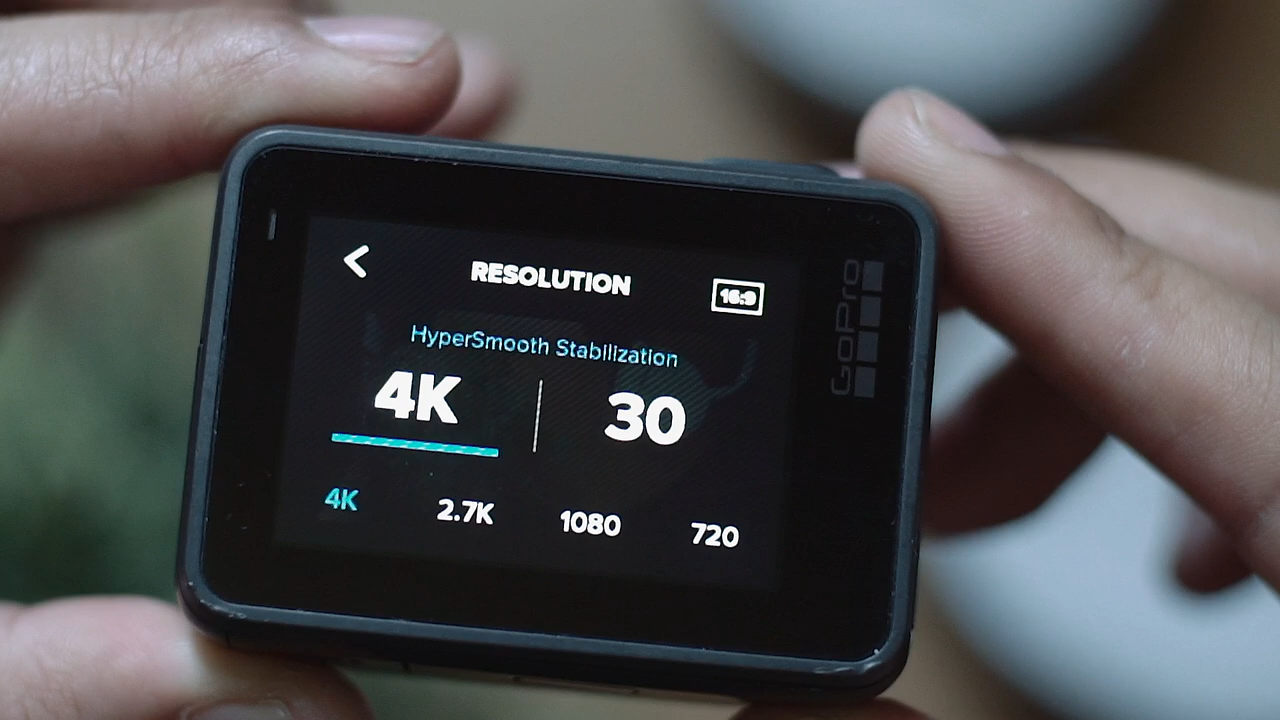 < RESOLUTION 16:9
HyperSmooth Stabilization
4K | 30
4K 2.7K 1080 720
GoPro